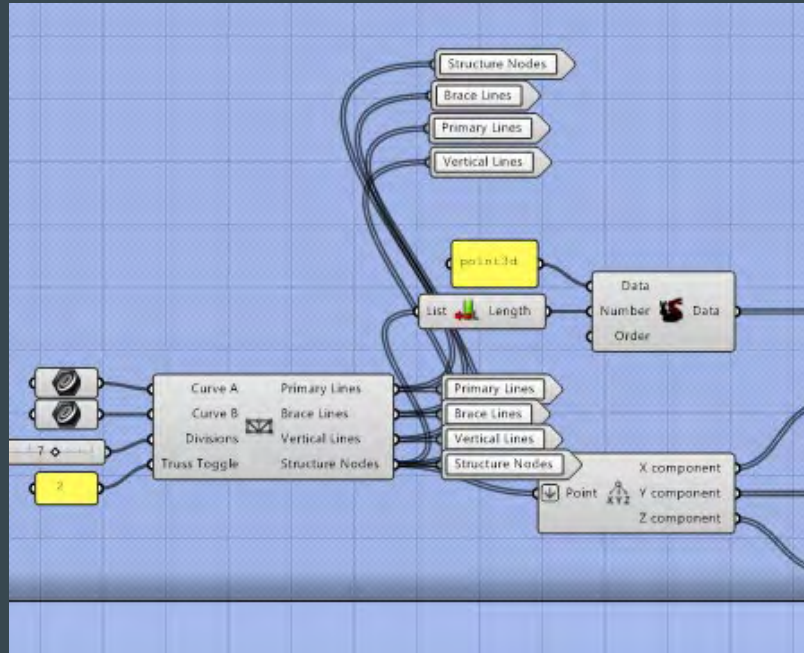 Structure Nodes
Brace Lines
Primary Lines
Vertical Lines
point3d
List Length
Data
Number Data
Order
Curve A Primary Lines
Curve B Brace Lines
Divisions Vertical Lines
Truss Toggle Structure Nodes
7
2
Primary Lines
Brace Lines
Vertical Lines
Structure Nodes
X component
Point XYZ Y component
Z component